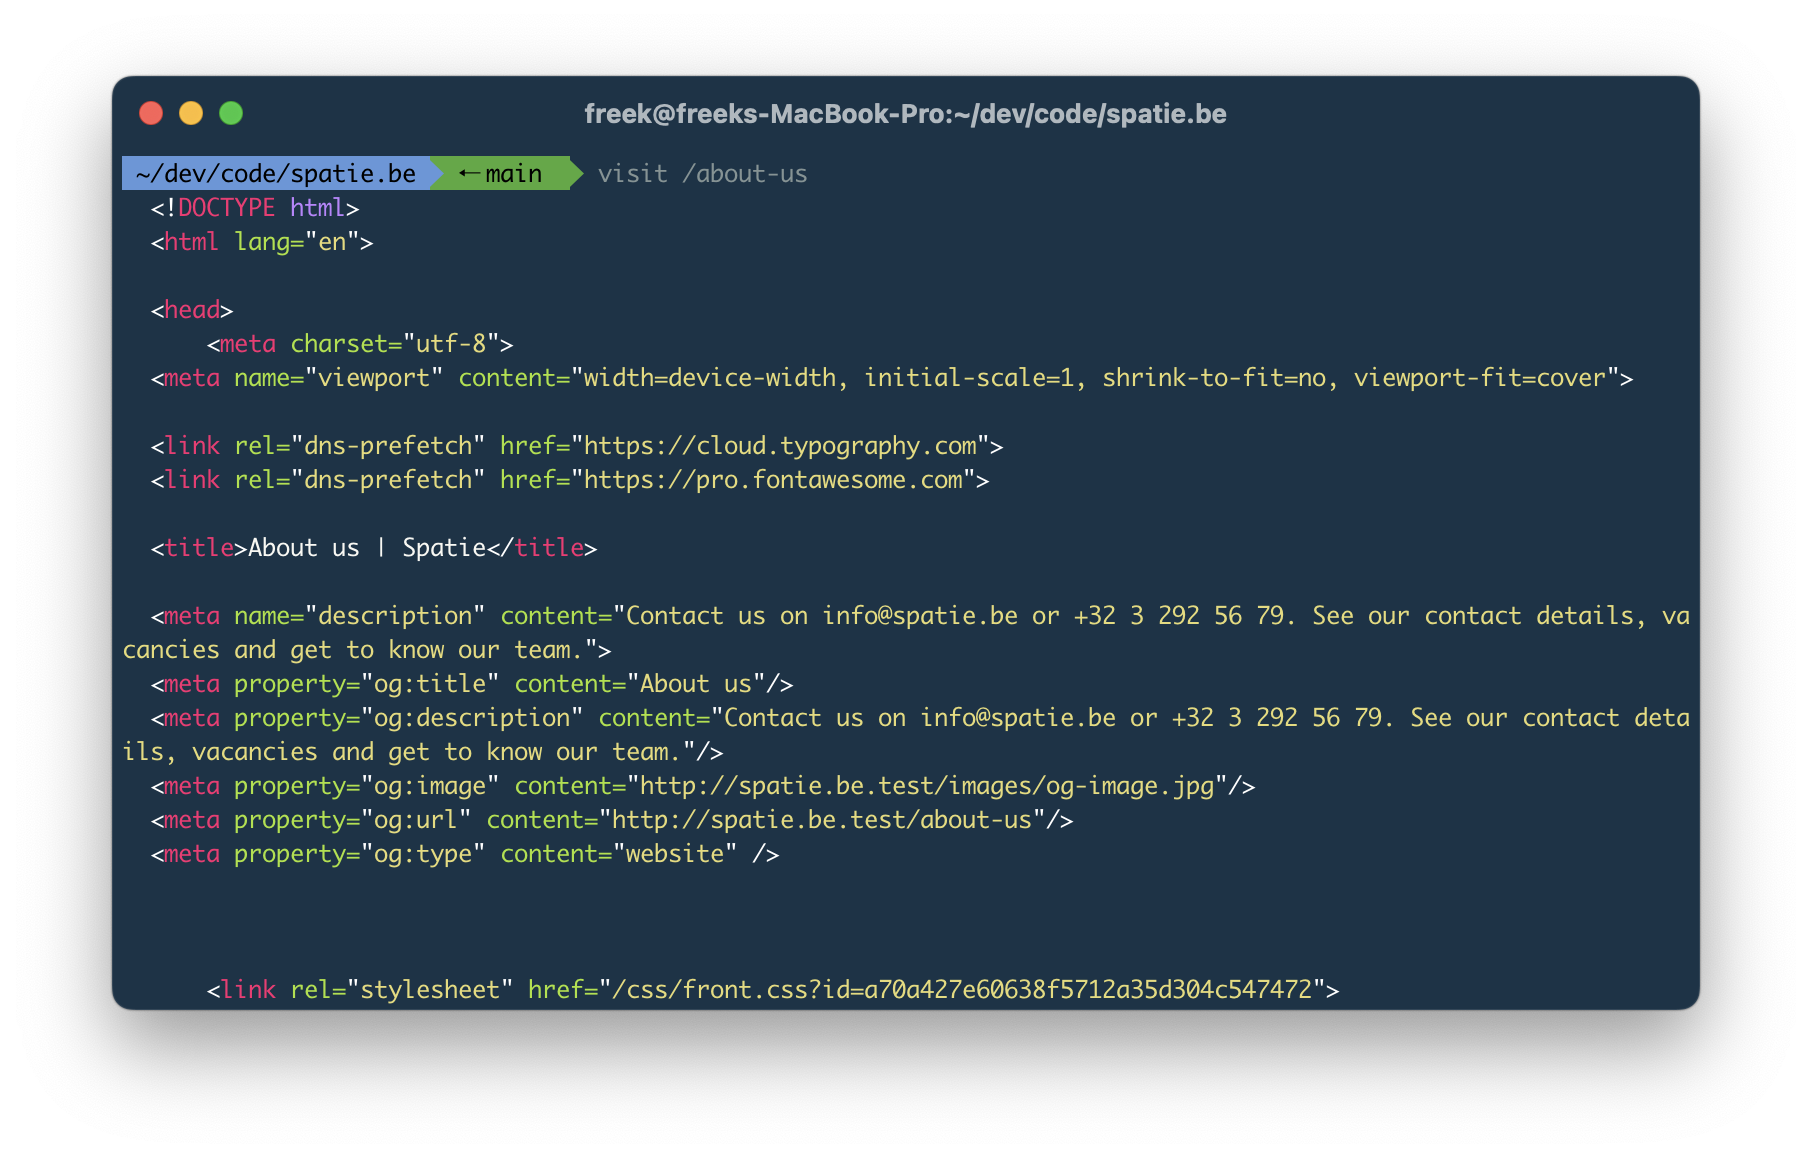 freek@freeks-MacBook-Pro:~/dev/code/spatie.be
~/dev/code/spatie.be ←main visit /about-us
<!DOCTYPE html>
<html lang="en">
<head>
<meta charset="utf-8">
<meta name="viewport" content="width=device-width, initial-scale=1, shrink-to-fit=no, viewport-fit=cover">
<link rel="dns-prefetch" href="https://cloud.typography.com">
<link rel="dns-prefetch" href="https://pro.fontawesome.com">
<title>About us | Spatie</title>
<meta name="description" content="Contact us on info@spatie.be or +32 3 292 56 79. See our contact details, va
cancies and get to know our team.">
<meta property="og:title" content="About us"/>
<meta property="og:description" content="Contact us on info@spatie.be or +32 3 292 56 79. See our contact deta
ils, vacancies and get to know our team."/>
<meta property="og:image" content="http://spatie.be.test/images/og-image.jpg"/>
<meta property="og:url" content="http://spatie.be.test/about-us"/>
<meta property="og:type" content="website" />
<link rel="stylesheet" href="/css/front.css?id=a70a427e60638f5712a35d304c547472">